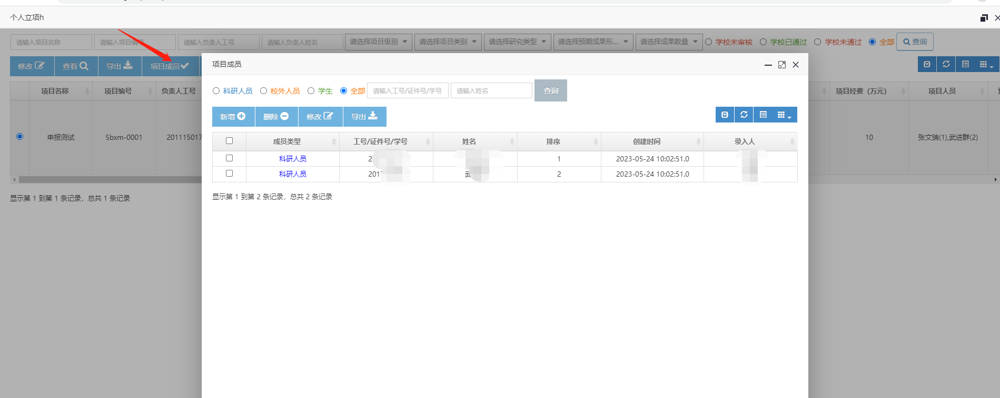 个人立项h
请输入项目名称 请输入项目编号 请输入负责人工号 请输入负责人姓名 请选择项目级别 请选择项目类别 请选择研究类型 请选择预期成果形... 请选择成果数量 学校未审核 学校已通过 学校未通过 全部 查询
修改 查看 导出 项目成员
项目名称 项目编号 负责人工号 项目经费（万元） 项目人员
申报测试 Sbxm-0001 201115017 10 张文瑞(1),武进群(2)
显示第 1 到第 1 条记录，总共 1 条记录
项目成员
科研人员 校外人员 学生 全部 请输入工号/证件号/学号 请输入姓名 查询
新增 删除 修改 导出
成员类型 工号/证件号/学号 姓名 排序 创建时间 录入人
科研人员 2 1 2023-05-24 10:02:51.0
科研人员 201 2 2023-05-24 10:02:51.0
显示第 1 到第 2 条记录，总共 2 条记录